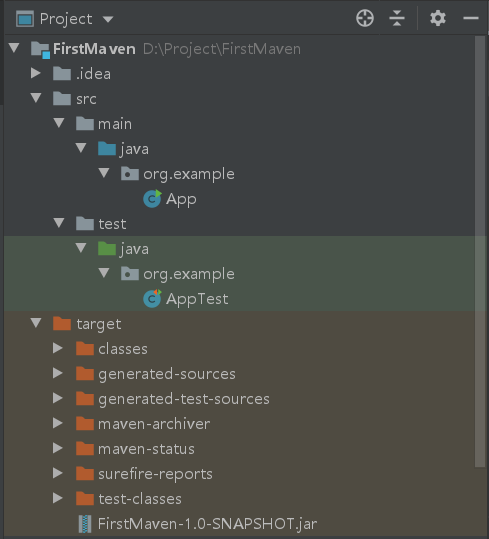 Project
FirstMaven D:\Project\FirstMaven
.idea
src
main
java
org.example
App
test
java
org.example
AppTest
target
classes
generated-sources
generated-test-sources
maven-archiver
maven-status
surefire-reports
test-classes
FirstMaven-1.0-SNAPSHOT.jar